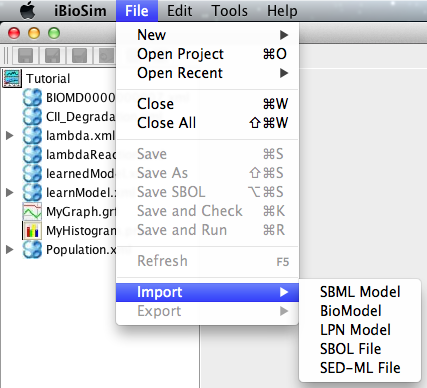 iBioSim File Edit Tools Help
New
Open Project ⌘O
Open Recent
Close ⌘W
Close All ⇧⌘W
Save ⌘S
Save As ⇧⌘S
Save SBOL ⌥⌘S
Save and Check ⌘K
Save and Run ⌘R
Refresh F5
Import
Export
SBML Model
BioModel
LPN Model
SBOL File
SED-ML File
Tutorial
BIOMD0000
CII_Degrada
lambda.xml
lambdaReac
learnedMode
learnModel.x
MyGraph.grf
MyHistogram
Population.x